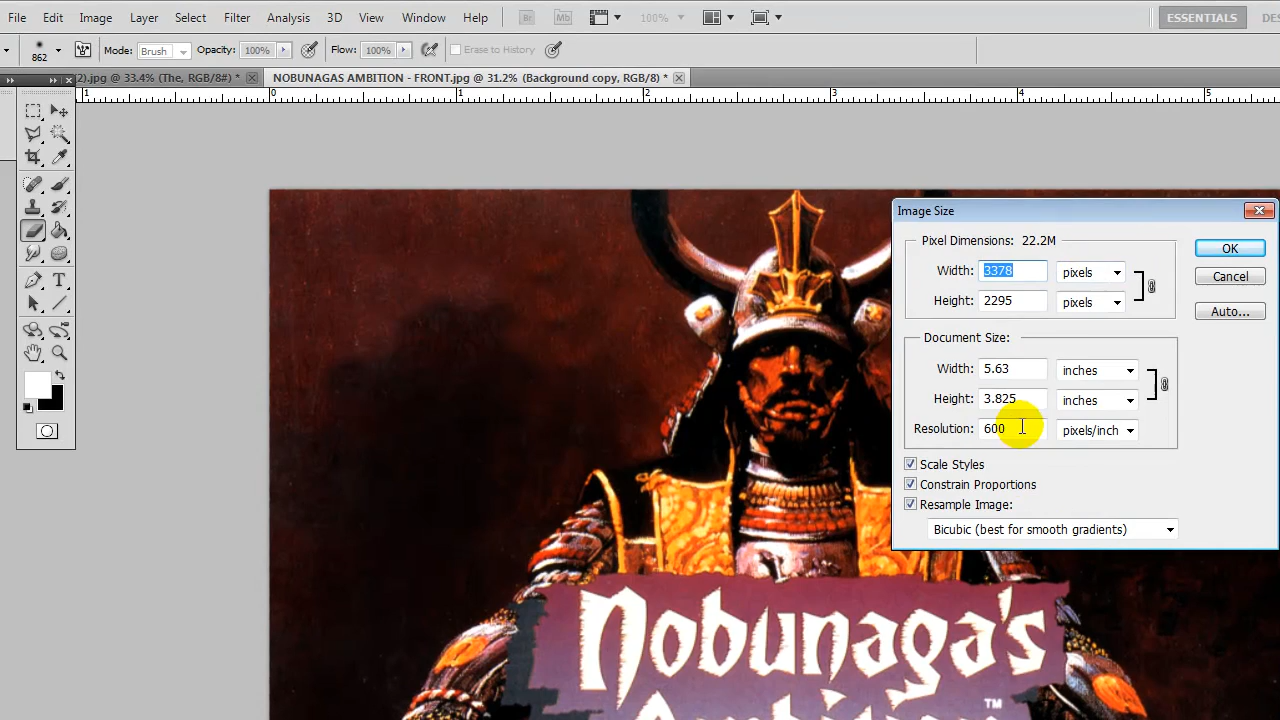 File Edit Image Layer Select Filter Analysis 3D View Window Help Br Mb 100% ESSENTIALS
862 Mode: Brush Opacity: 100% Flow: 100% Erase to History
2).jpg @ 33.4% (The, RGB/8#) * NOBUNAGAS AMBITION - FRONT.jpg @ 31.2% (Background copy, RGB/8) *
1 0 1 2 3 4 5
Image Size
Pixel Dimensions: 22.2M
OK
Width: 3378 pixels
Cancel
Height: 2295 pixels
Auto...
Document Size:
Width: 5.63 inches
Height: 3.825 inches
Resolution: 600 pixels/inch
Scale Styles
Constrain Proportions
Resample Image:
Bicubic (best for smooth gradients)
Nobunaga's
Ambition™